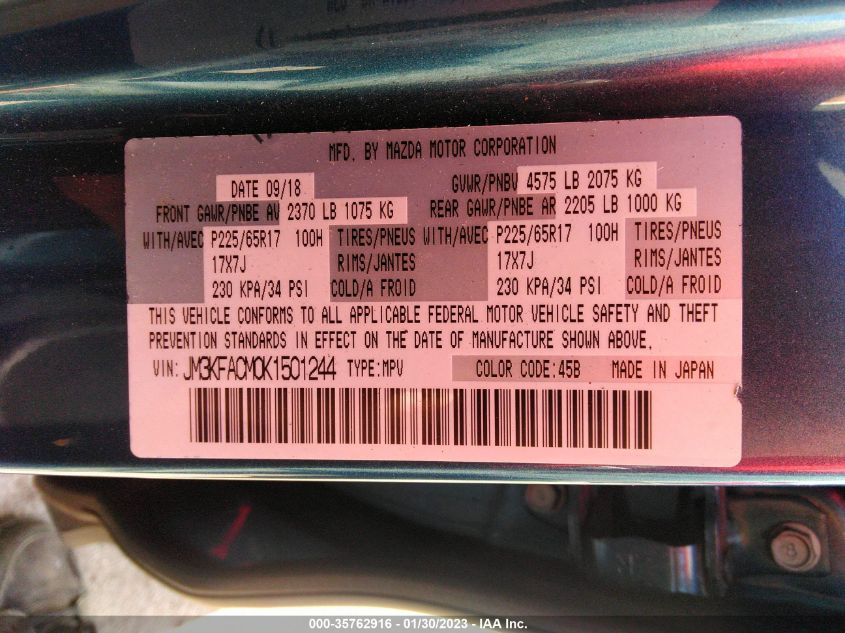 MFD. BY MAZDA MOTOR CORPORATION
DATE 09/18 GVWR/PNBV 4575 LB 2075 KG
FRONT GAWR/PNBE AV 2370 LB 1075 KG REAR GAWR/PNBE AR 2205 LB 1000 KG
WITH/AVEC P225/65R17 100H TIRES/PNEUS WITH/AVEC P225/65R17 100H TIRES/PNEUS
17X7J RIMS/JANTES 17X7J RIMS/JANTES
230 KPA/34 PSI COLD/A FROID 230 KPA/34 PSI COLD/A FROID
THIS VEHICLE CONFORMS TO ALL APPLICABLE FEDERAL MOTOR VEHICLE SAFETY AND THEFT
PREVENTION STANDARDS IN EFFECT ON THE DATE OF MANUFACTURE SHOWN ABOVE.
VIN: JM3KFACM0K1501244 TYPE:MPV COLOR CODE:45B MADE IN JAPAN
8
000-35762916 - 01/30/2023 - IAA Inc.